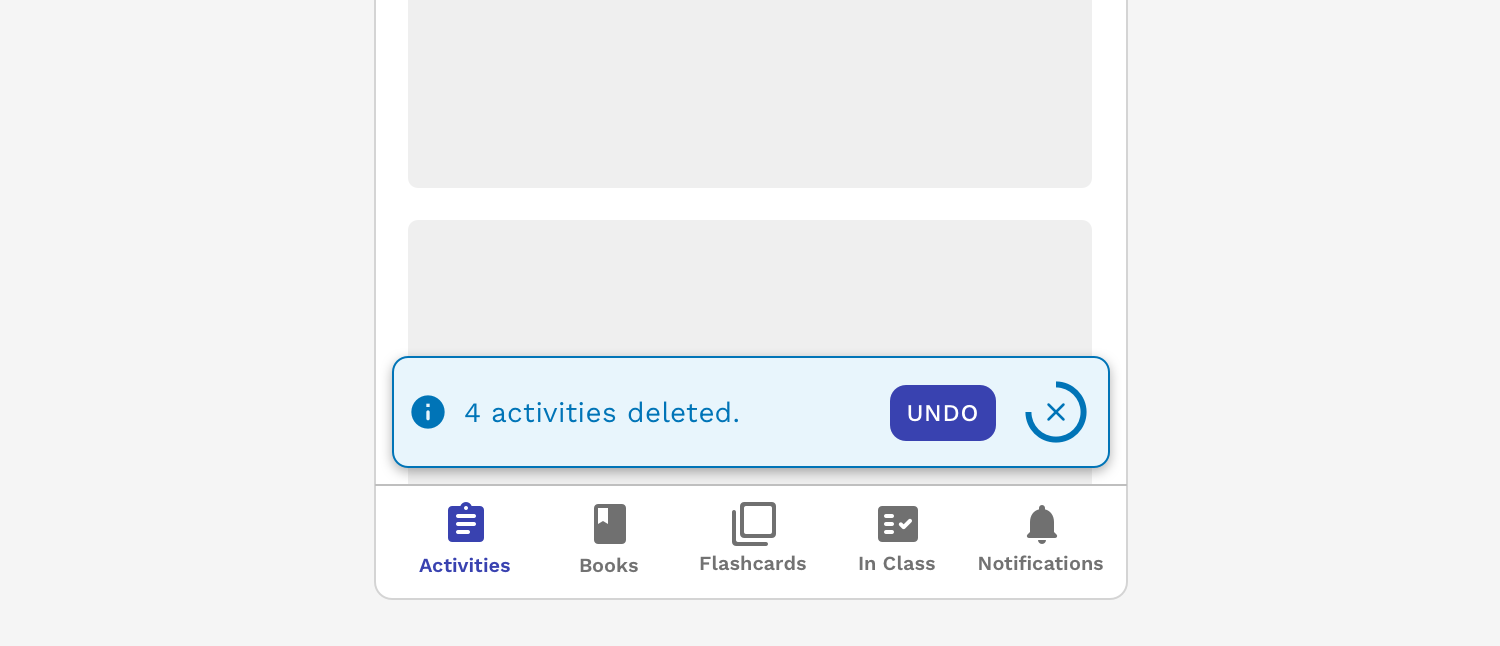 4 activities deleted.
UNDO
Activities
Books
Flashcards
In Class
Notifications